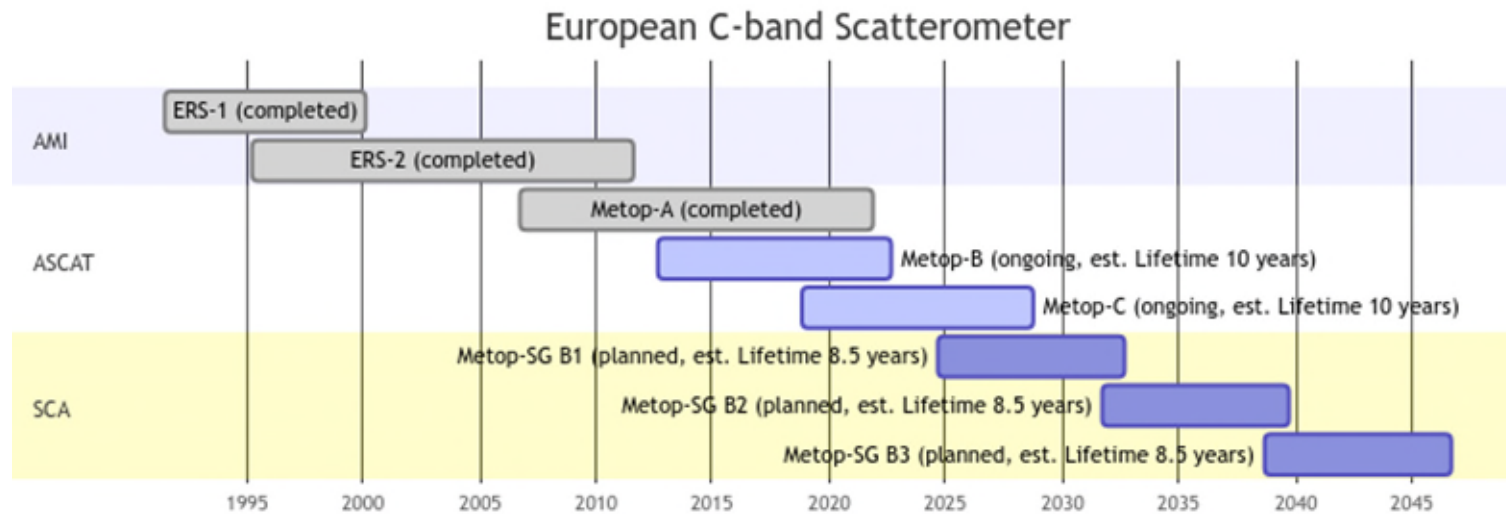 European C-band Scatterometer
AMI
ERS-1 (completed)
ERS-2 (completed)
ASCAT
Metop-A (completed)
Metop-B (ongoing, est. Lifetime 10 years)
Metop-C (ongoing, est. Lifetime 10 years)
SCA
Metop-SG B1 (planned, est. Lifetime 8.5 years)
Metop-SG B2 (planned, est. Lifetime 8.5 years)
Metop-SG B3 (planned, est. Lifetime 8.5 years)
1995 2000 2005 2010 2015 2020 2025 2030 2035 2040 2045